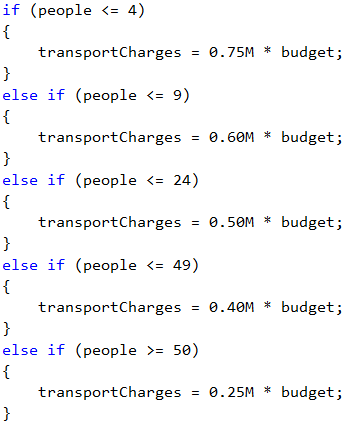 if (people <= 4)
{
    transportCharges = 0.75M * budget;
}
else if (people <= 9)
{
    transportCharges = 0.60M * budget;
}
else if (people <= 24)
{
    transportCharges = 0.50M * budget;
}
else if (people <= 49)
{
    transportCharges = 0.40M * budget;
}
else if (people >= 50)
{
    transportCharges = 0.25M * budget;
}